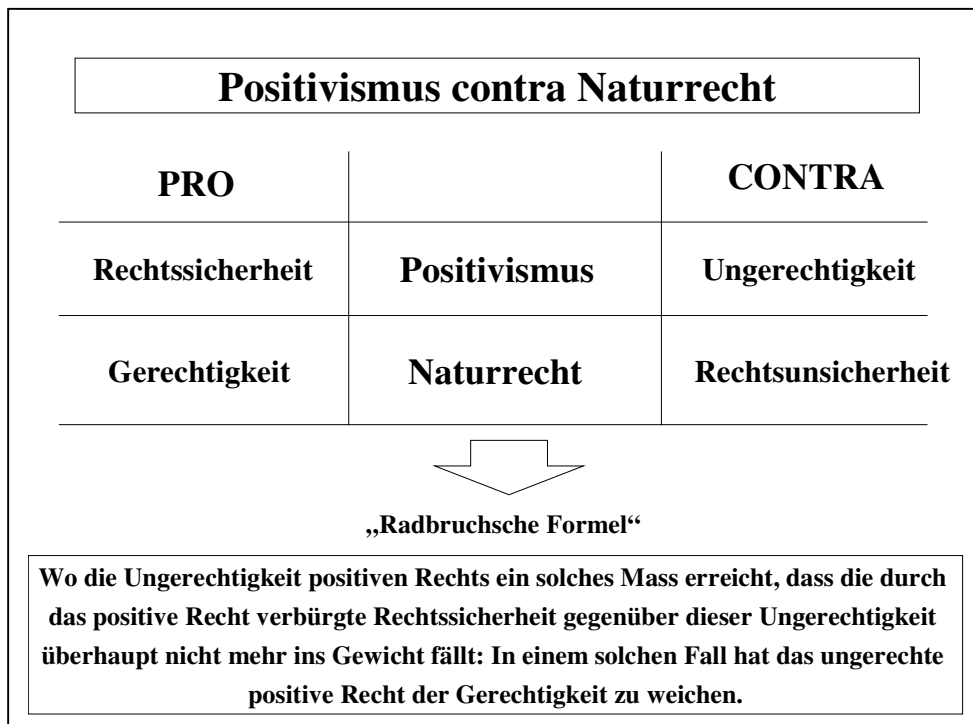 Positivismus contra Naturrecht
PRO CONTRA
Rechtssicherheit Positivismus Ungerechtigkeit
Gerechtigkeit Naturrecht Rechtsunsicherheit
„Radbruchsche Formel“
Wo die Ungerechtigkeit positiven Rechts ein solches Mass erreicht, dass die durch
das positive Recht verbürgte Rechtssicherheit gegenüber dieser Ungerechtigkeit
überhaupt nicht mehr ins Gewicht fällt: In einem solchen Fall hat das ungerechte
positive Recht der Gerechtigkeit zu weichen.